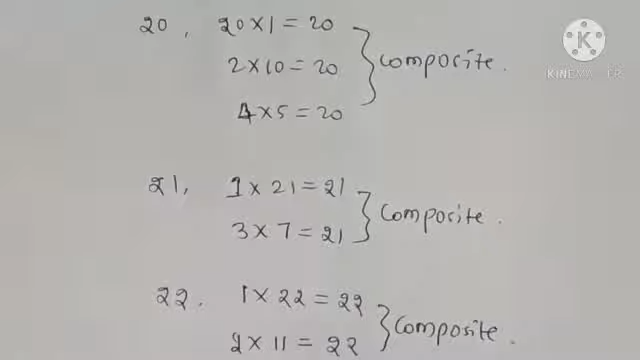 20, 20 × 1 = 20
2 × 10 = 20
4 × 5 = 20
} composite.
21, 1 × 21 = 21
3 × 7 = 21
} composite.
22. 1 × 22 = 22
2 × 11 = 22
} composite.